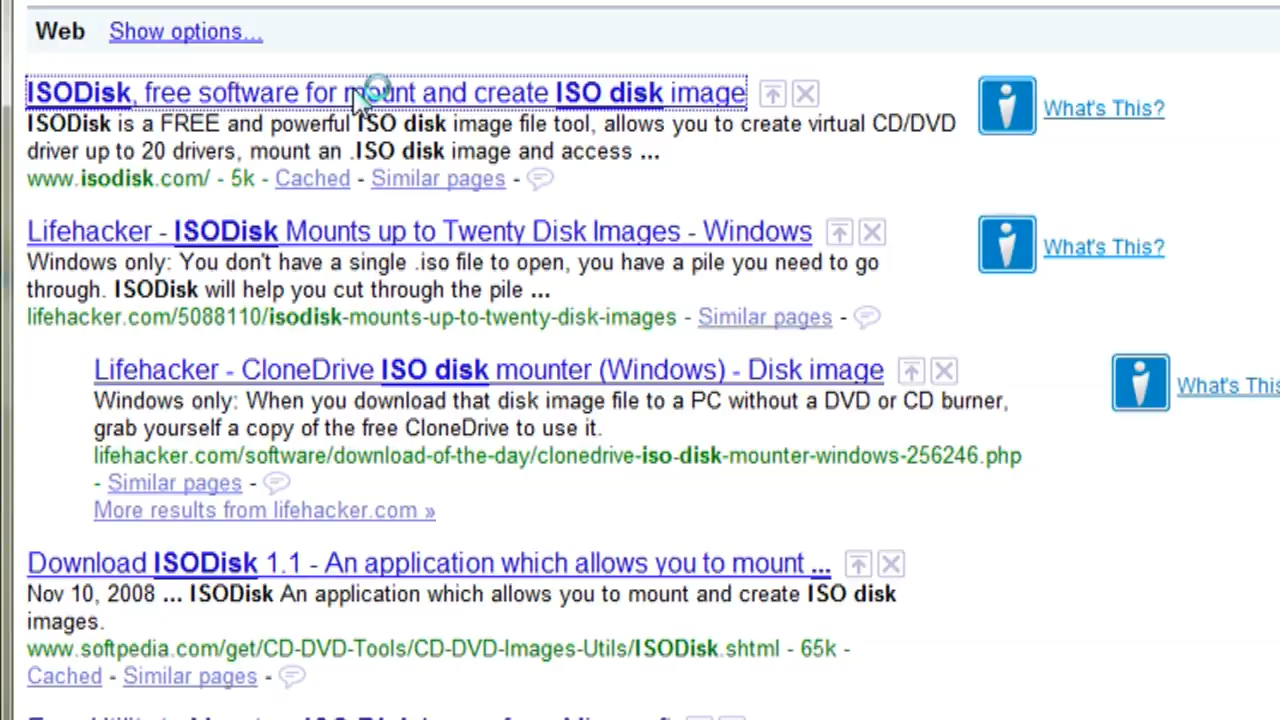 Web Show options...
ISODisk, free software for mount and create ISO disk image
What's This?
ISODisk is a FREE and powerful ISO disk image file tool, allows you to create virtual CD/DVD
driver up to 20 drivers, mount an .ISO disk image and access ...
www.isodisk.com/ - 5k - Cached - Similar pages -
Lifehacker - ISODisk Mounts up to Twenty Disk Images - Windows
What's This?
Windows only: You don't have a single .iso file to open, you have a pile you need to go
through. ISODisk will help you cut through the pile ...
lifehacker.com/5088110/isodisk-mounts-up-to-twenty-disk-images - Similar pages -
Lifehacker - CloneDrive ISO disk mounter (Windows) - Disk image
What's This
Windows only: When you download that disk image file to a PC without a DVD or CD burner,
grab yourself a copy of the free CloneDrive to use it.
lifehacker.com/software/download-of-the-day/clonedrive-iso-disk-mounter-windows-256246.php
- Similar pages -
More results from lifehacker.com »
Download ISODisk 1.1 - An application which allows you to mount ...
Nov 10, 2008 ... ISODisk An application which allows you to mount and create ISO disk
images.
www.softpedia.com/get/CD-DVD-Tools/CD-DVD-Images-Utils/ISODisk.shtml - 65k -
Cached - Similar pages -